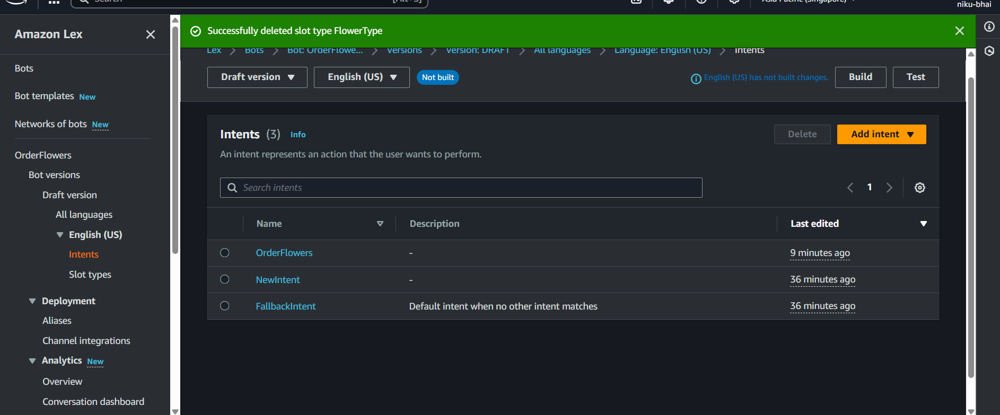 Search
[Alt+S]
Asia Pacific (Singapore)
niku-bhai
Amazon Lex
Successfully deleted slot type FlowerType
Lex
Bots
Bot: OrderFlowe...
Versions
Version: DRAFT
All languages
Language: English (US)
Intents
Draft version
English (US)
Not built
English (US) has not built changes.
Build
Test
Bots
Bot templates New
Networks of bots New
OrderFlowers
Bot versions
Draft version
All languages
English (US)
Intents
Slot types
Deployment
Aliases
Channel integrations
Analytics New
Overview
Conversation dashboard
Intents (3) Info
Delete
Add intent
An intent represents an action that the user wants to perform.
Search intents
1
Name Description Last edited
OrderFlowers - 9 minutes ago
NewIntent - 36 minutes ago
FallbackIntent Default intent when no other intent matches 36 minutes ago